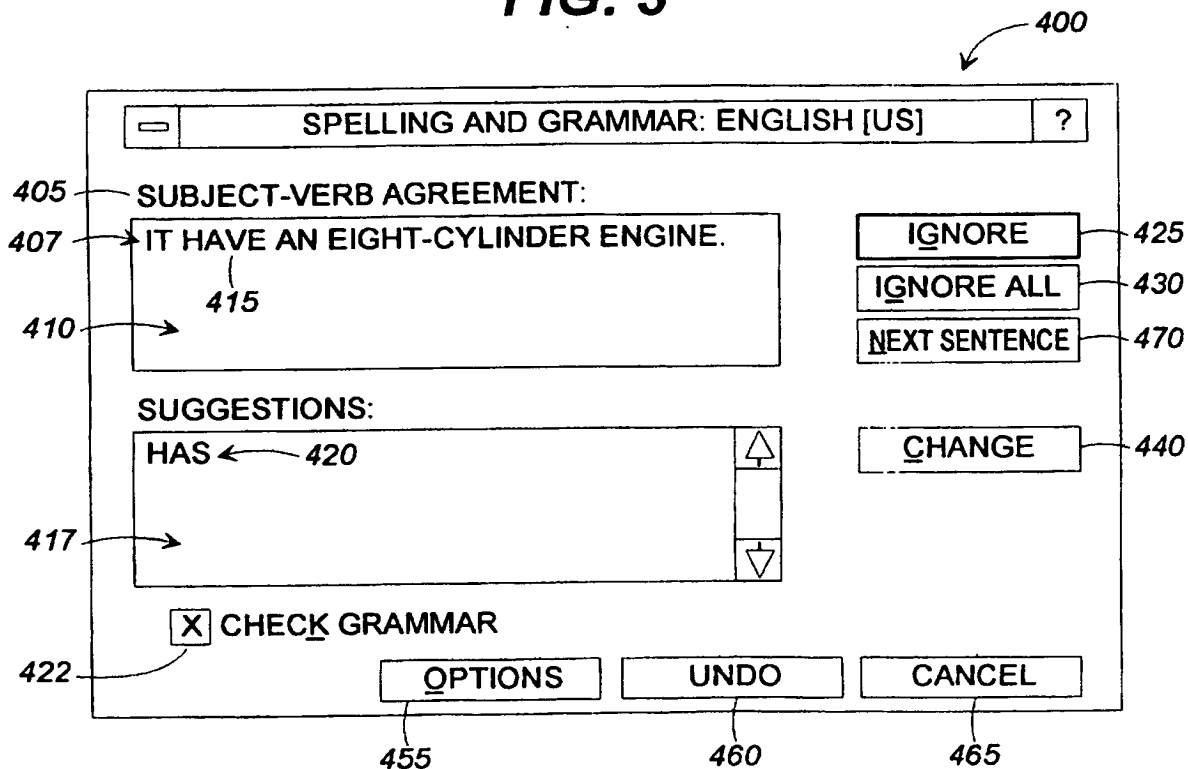 FIG. 3
400
SPELLING AND GRAMMAR: ENGLISH [US] ?
405 SUBJECT-VERB AGREEMENT:
407 IT HAVE AN EIGHT-CYLINDER ENGINE. IGNORE 425
415 IGNORE ALL 430
410 NEXT SENTENCE 470
SUGGESTIONS:
HAS 420 CHANGE 440
417
X CHECK GRAMMAR
422 OPTIONS UNDO CANCEL
455 460 465